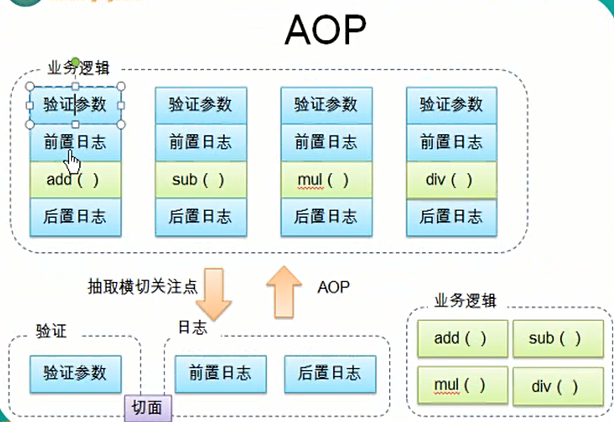 AOP
业务逻辑
验证参数 验证参数 验证参数 验证参数
前置日志 前置日志 前置日志 前置日志
add ( ) sub ( ) mul ( ) div ( )
后置日志 后置日志 后置日志 后置日志
抽取横切关注点 AOP
验证 日志 业务逻辑
验证参数 前置日志 后置日志
add ( ) sub ( )
mul ( ) div ( )
切面